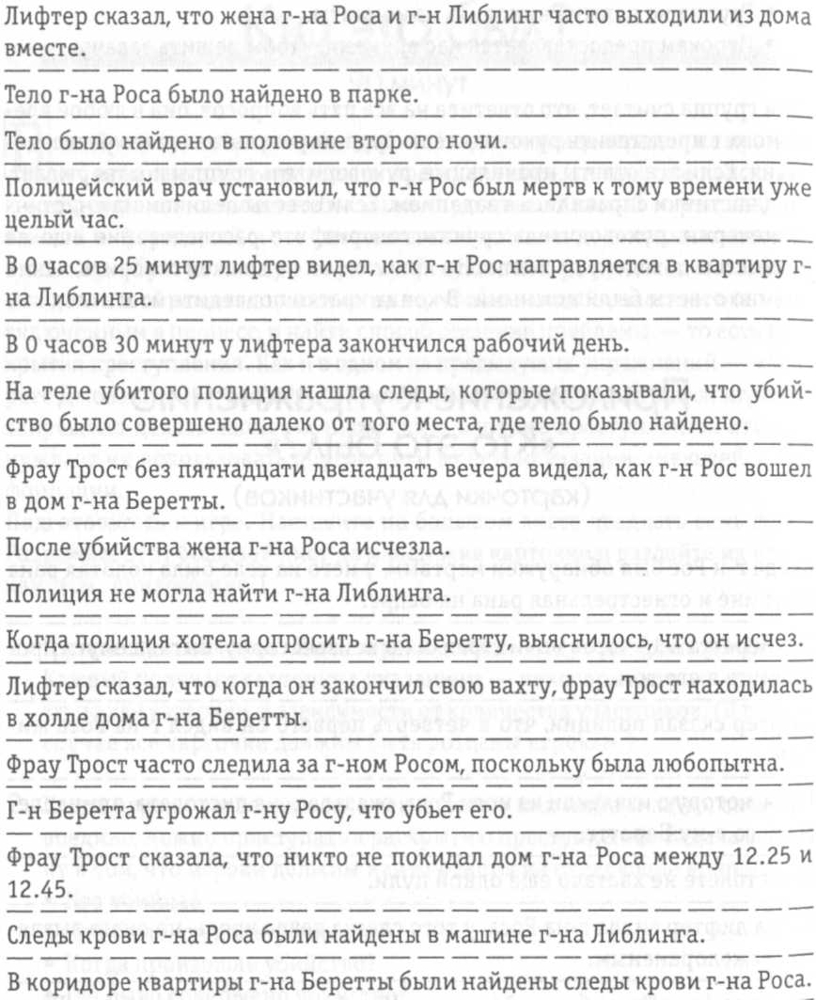 Лифтер сказал, что жена г-на Роса и г-н Либлинг часто выходили из дома
вместе.
Тело г-на Роса было найдено в парке.
Тело было найдено в половине второго ночи.
Полицейский врач установил, что г-н Рос был мертв к тому времени уже
целый час.
В 0 часов 25 минут лифтер видел, как г-н Рос направляется в квартиру г-
на Либлинга.
В 0 часов 30 минут у лифтера закончился рабочий день.
На теле убитого полиция нашла следы, которые показывали, что убий-
ство было совершено далеко от того места, где тело было найдено.
Фрау Трост без пятнадцати двенадцать вечера видела, как г-н Рос вошел
в дом г-на Беретты.
После убийства жена г-на Роса исчезла.
Полиция не могла найти г-на Либлинга.
Когда полиция хотела опросить г-на Беретту, выяснилось, что он исчез.
Лифтер сказал, что когда он закончил свою вахту, фрау Трост находилась
в холле дома г-на Беретты.
Фрау Трост часто следила за г-ном Росом, поскольку была любопытна.
Г-н Беретта угрожал г-ну Росу, что убьет его.
Фрау Трост сказала, что никто не покидал дом г-на Роса между 12.25 и
12.45.
Следы крови г-на Роса были найдены в машине г-на Либлинга.
В коридоре квартиры г-на Беретты были найдены следы крови г-на Роса.